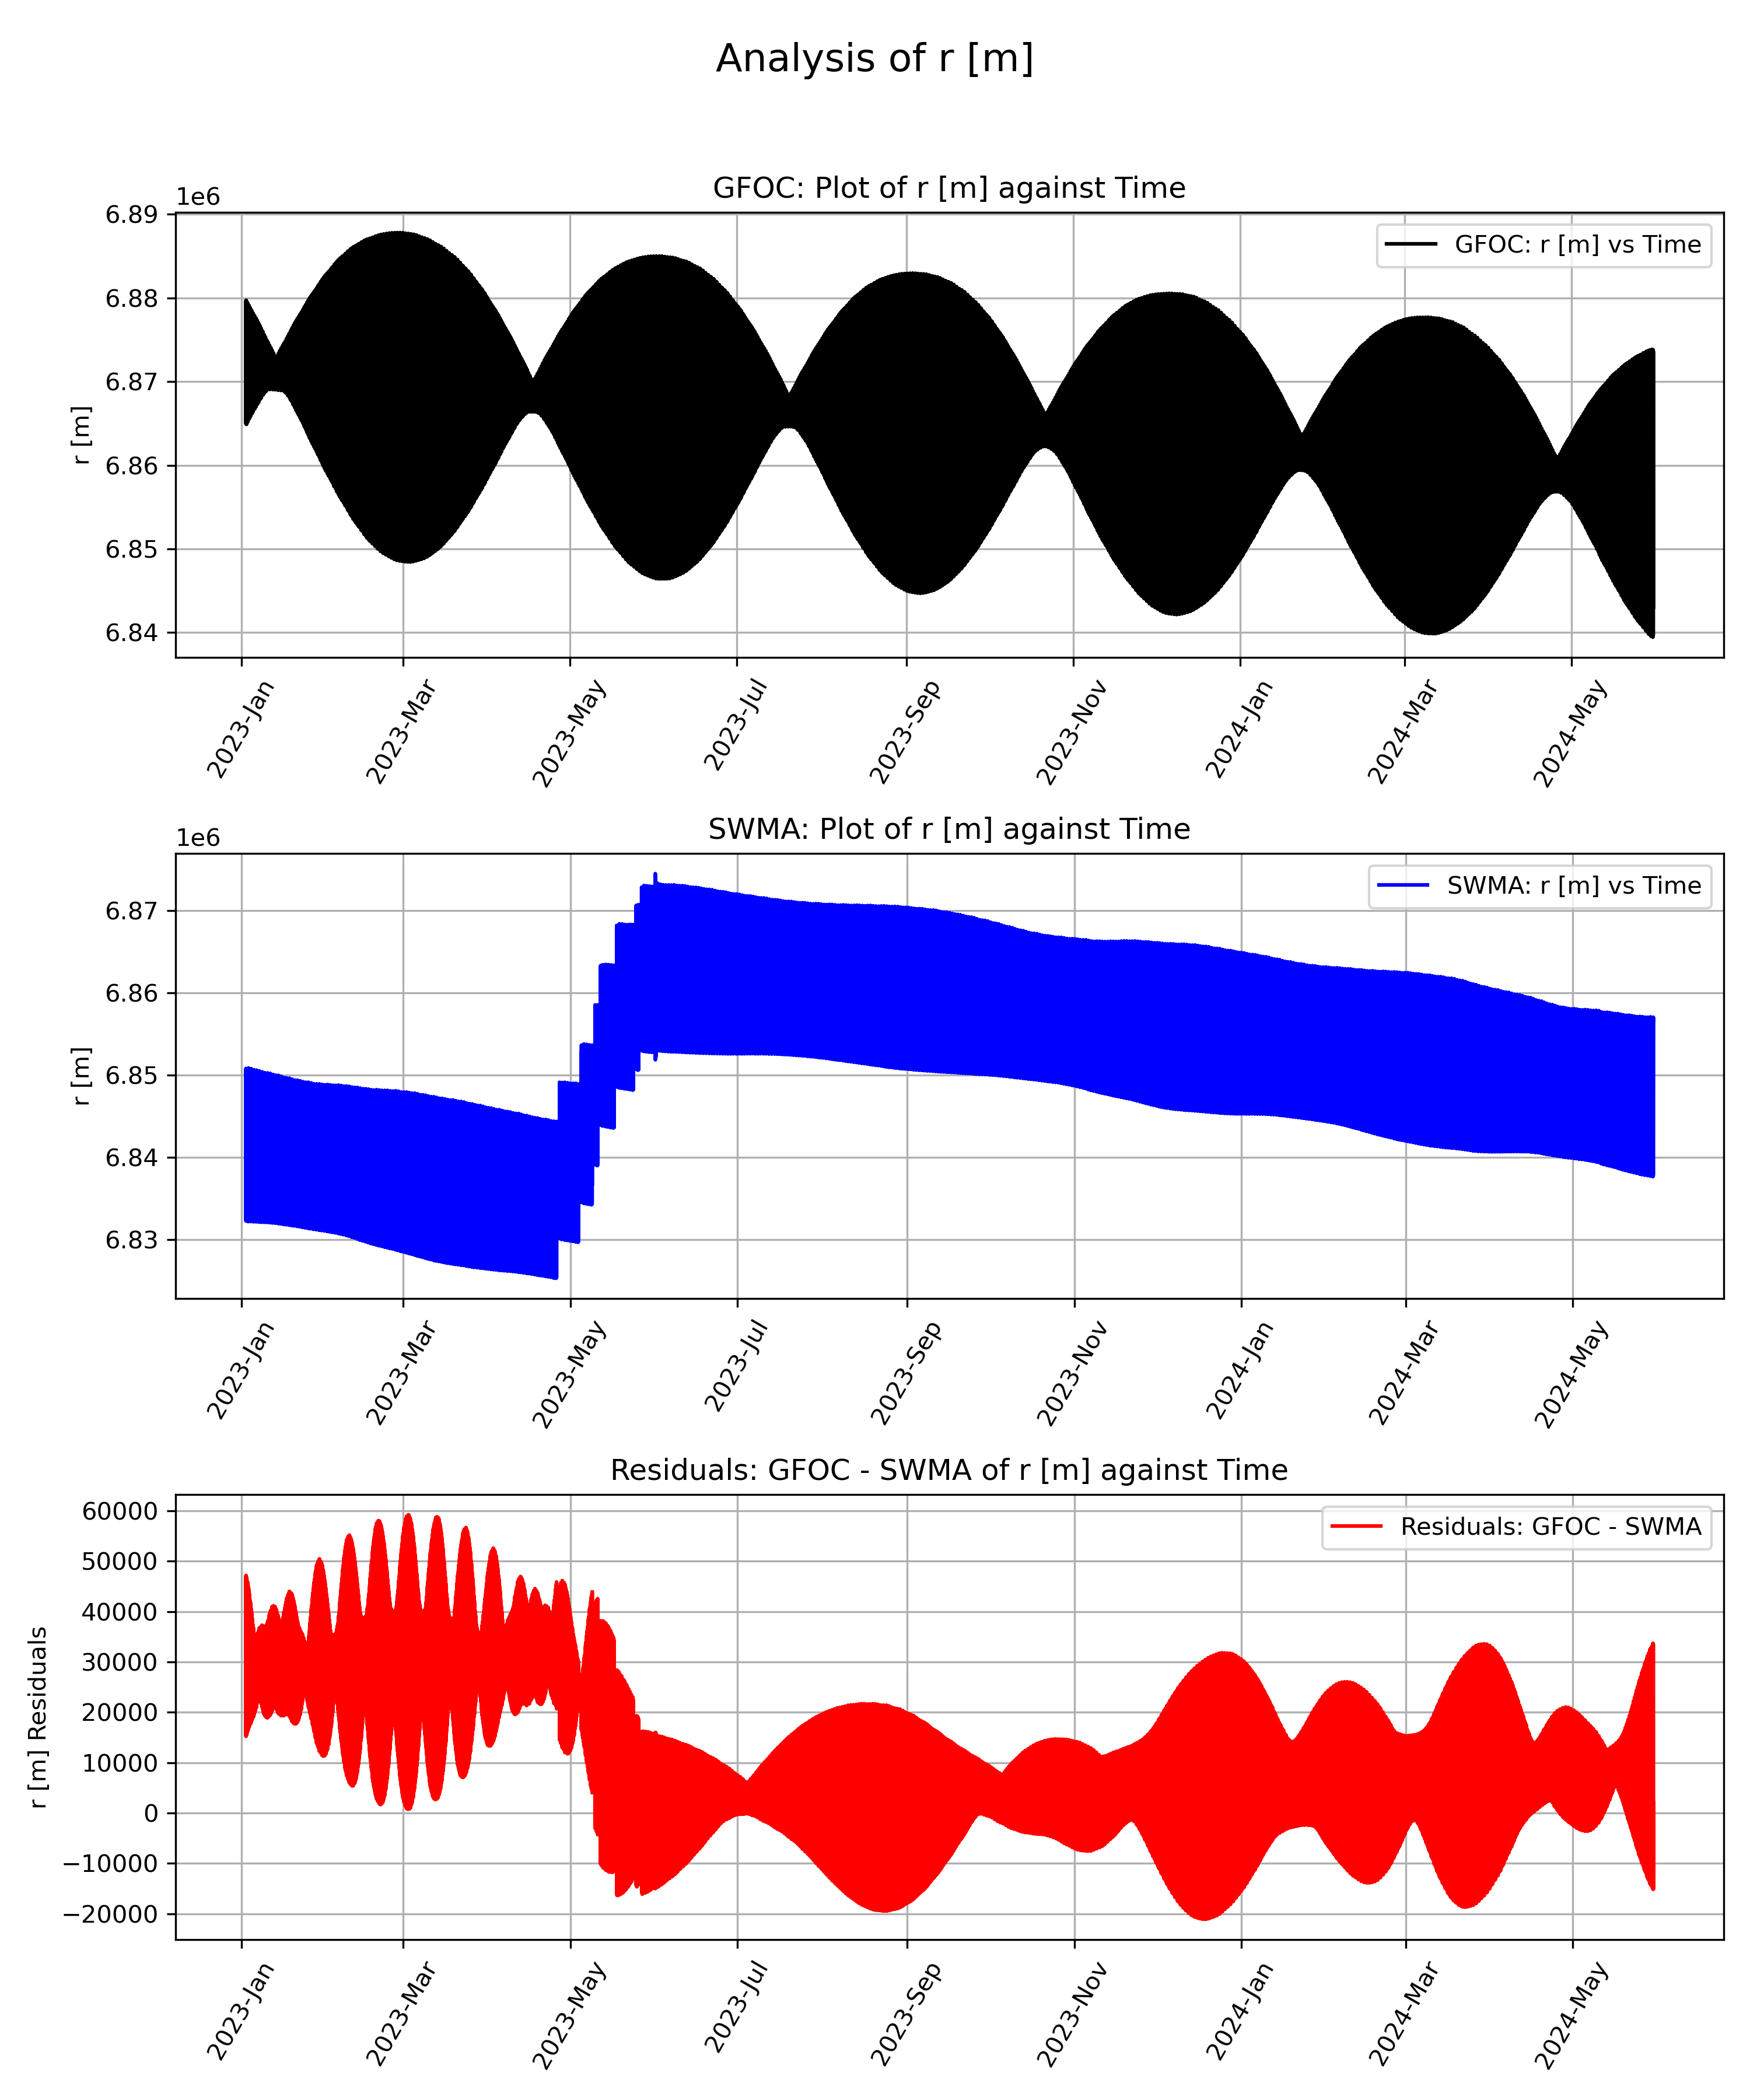 Analysis of r [m]
GFOC: Plot of r [m] against Time
1e6
6.89
6.88
6.87
6.86
6.85
6.84
r [m]
GFOC: r [m] vs Time
2023-Jan
2023-Mar
2023-May
2023-Jul
2023-Sep
2023-Nov
2024-Jan
2024-Mar
2024-May
SWMA: Plot of r [m] against Time
1e6
6.87
6.86
6.85
6.84
6.83
r [m]
SWMA: r [m] vs Time
2023-Jan
2023-Mar
2023-May
2023-Jul
2023-Sep
2023-Nov
2024-Jan
2024-Mar
2024-May
Residuals: GFOC - SWMA of r [m] against Time
60000
50000
40000
30000
20000
10000
0
−10000
−20000
r [m] Residuals
Residuals: GFOC - SWMA
2023-Jan
2023-Mar
2023-May
2023-Jul
2023-Sep
2023-Nov
2024-Jan
2024-Mar
2024-May